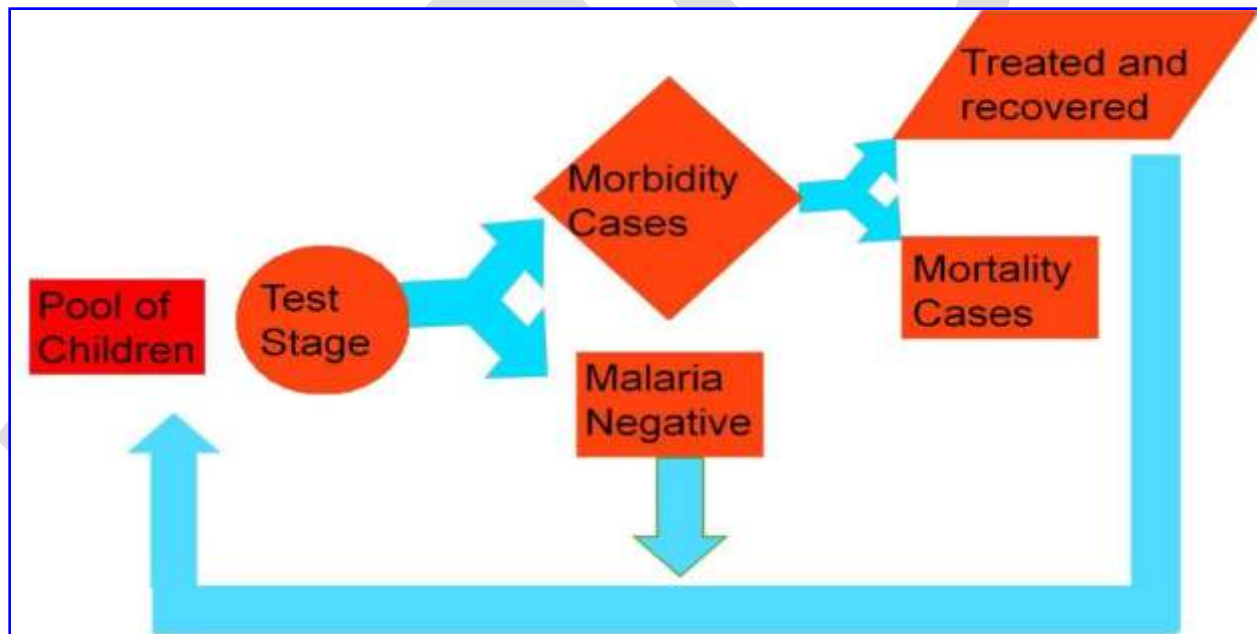 Pool of
Children
Test
Stage
Morbidity
Cases
Malaria
Negative
Treated and
recovered
Mortality
Cases